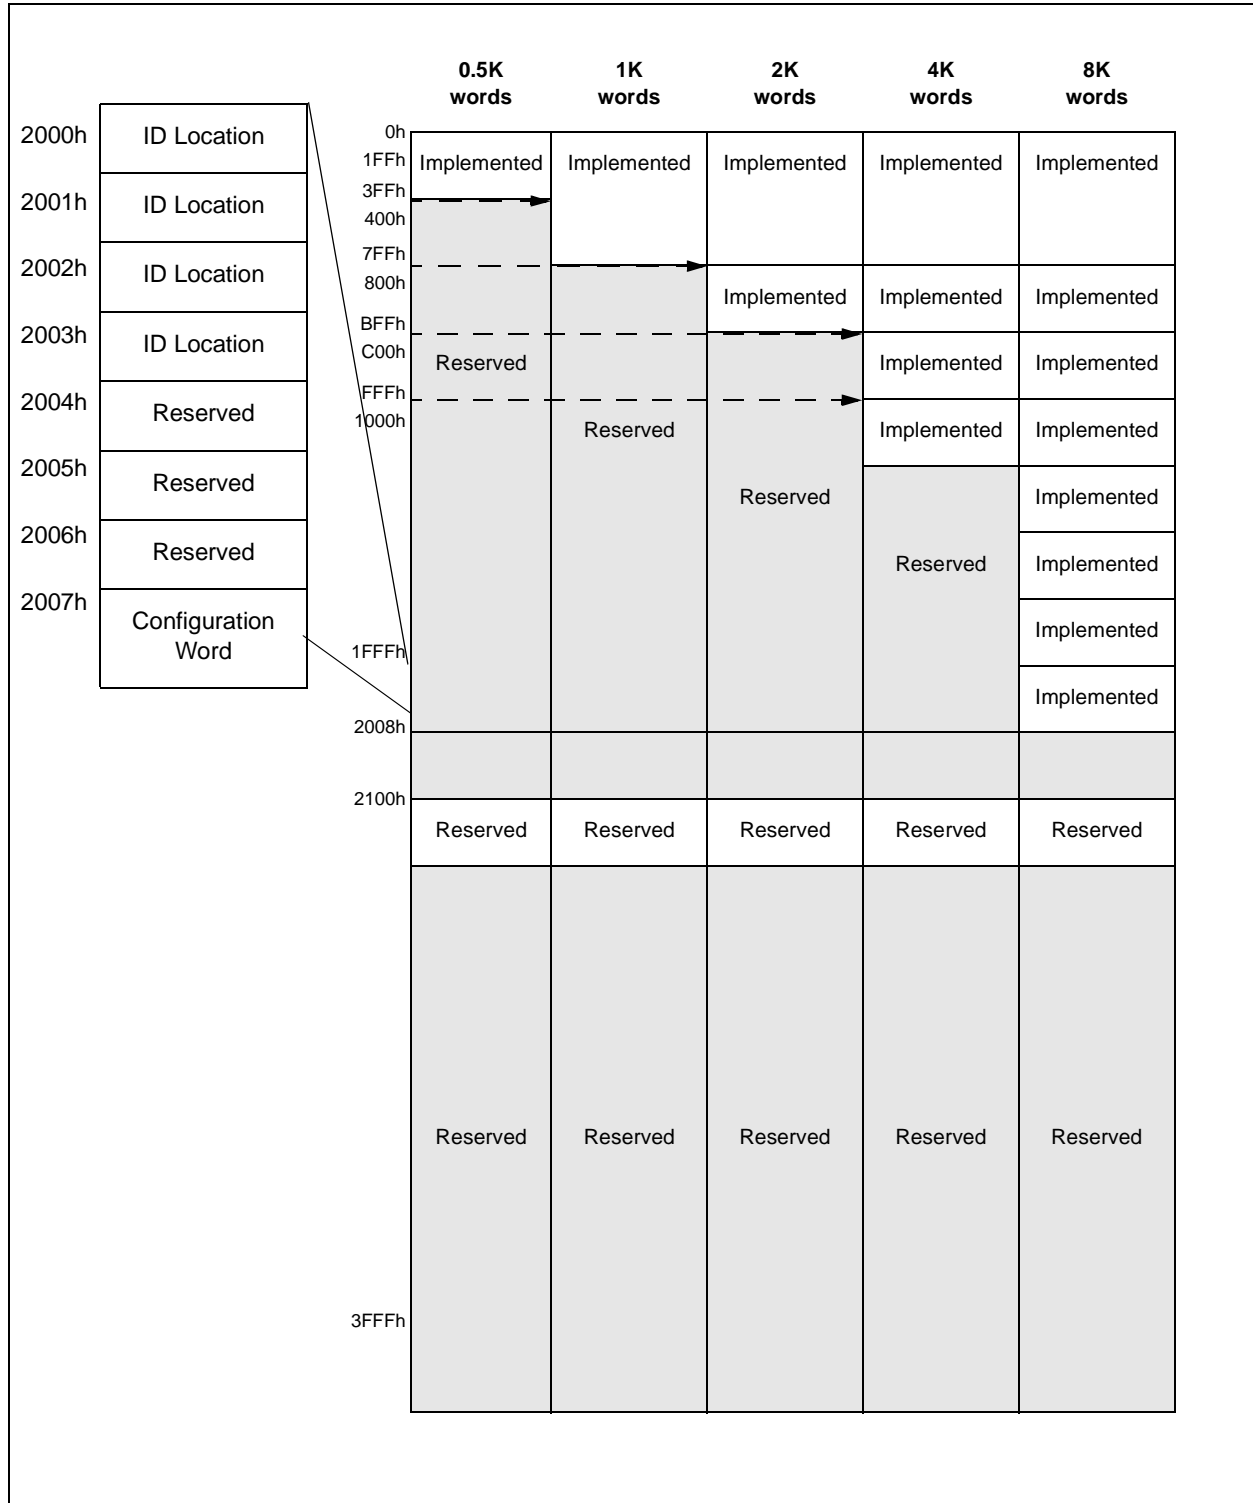 0.5K words
1K words
2K words
4K words
8K words
2000h ID Location
2001h ID Location
2002h ID Location
2003h ID Location
2004h Reserved
2005h Reserved
2006h Reserved
2007h Configuration Word
0h
1FFh Implemented Implemented Implemented Implemented Implemented
3FFh
400h
7FFh
800h
Implemented Implemented Implemented
BFFh
C00h
Reserved Implemented Implemented
FFFh
1000h
Reserved Implemented Implemented
Reserved Implemented
Reserved Implemented
Implemented
1FFFh
Implemented
2008h
2100h
Reserved Reserved Reserved Reserved Reserved
Reserved Reserved Reserved Reserved Reserved
3FFFh